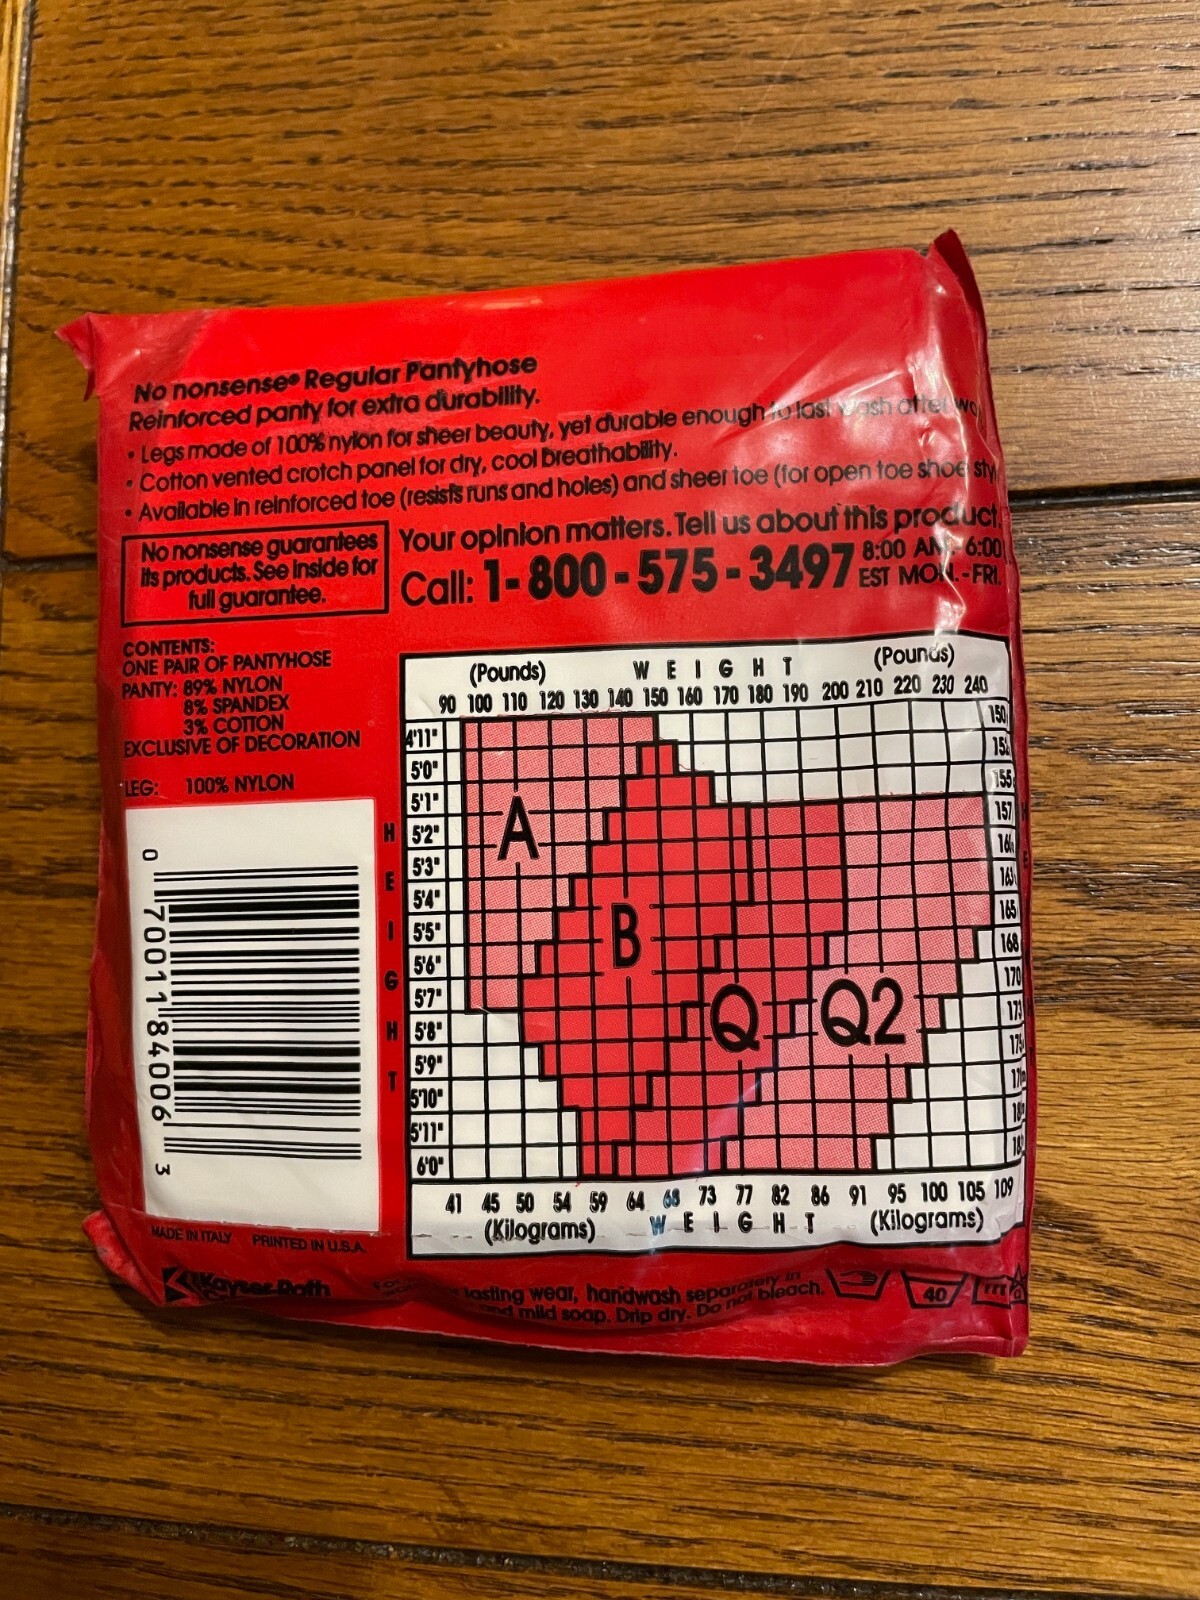 No nonsense® Regular Pantyhose
Reinforced panty for extra durability.
• Legs made of 100% nylon for sheer beauty, yet durable enough to last wash after
• Cotton vented crotch panel for dry, cool breathability.
• Available in reinforced toe (resists runs and holes) and sheer toe (for open toe shoe
No nonsense guarantees
its products. See inside for
full guarantee.
Your opinion matters. Tell us about this product.
Call: 1-800-575-3497 8:00 AM - 6:00
EST MON.-FRI.
CONTENTS:
ONE PAIR OF PANTYHOSE
PANTY: 89% NYLON
8% SPANDEX
3% COTTON
EXCLUSIVE OF DECORATION
LEG: 100% NYLON
0 70011 84006 3
MADE IN ITALY PRINTED IN U.S.A.
Kayser-Roth
(Pounds) WEIGHT (Pounds)
90 100 110 120 130 140 150 160 170 180 190 200 210 220 230 240
HEIGHT
4'11" 150
5'0"
5'1" 155
5'2" 157
5'3"
5'4" 163
5'5" 165
5'6" 168
5'7" 170
5'8" 173
5'9" 175
5'10"
5'11"
6'0"
A
B
Q
Q2
41 45 50 54 59 64 68 73 77 82 86 91 95 100 105 109
(Kilograms) WEIGHT (Kilograms)
lasting wear, handwash separately in
and mild soap. Drip dry. Do not bleach.
40